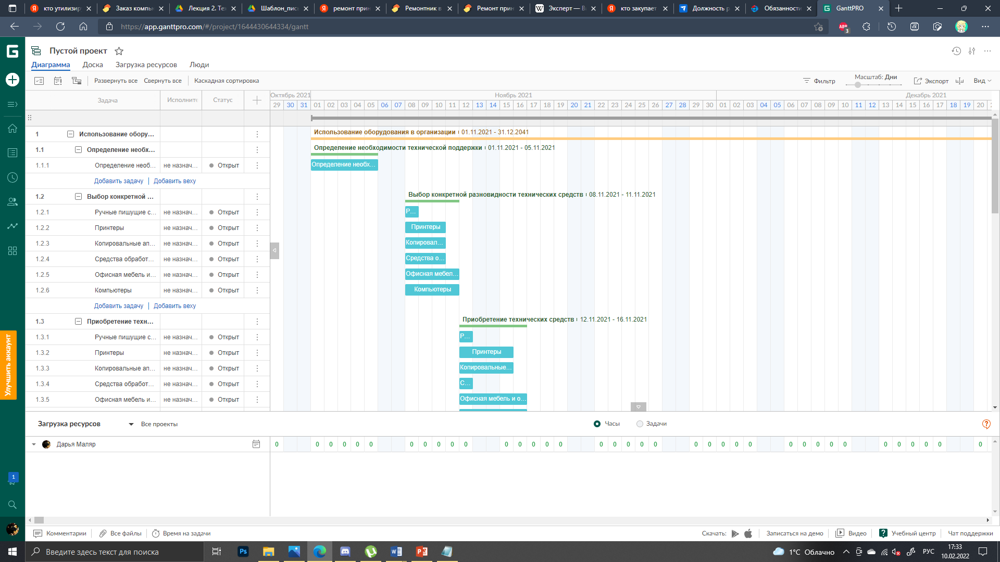 кто утилизир
Заказ компьн
Лекция 2. Тех
Шаблон_пись
ремонт прин
Ремонтник в
Ремонт прин
Эксперт — Ви
кто закупает
Должность р
Обязанности
GanttPRO
https://app.ganttpro.com/#/project/1644430644334/gantt
ABP
3
Пустой проект
Диаграмма Доска Загрузка ресурсов Люди
Развернуть все Свернуть все Каскадная сортировка
Фильтр
Масштаб: Дни
Экспорт
Вид
Задача Исполните Статус
Октябрь 2021 Ноябрь 2021 Декабрь 2021
29 30 31 01 02 03 04 05 06 07 08 09 10 11 12 13 14 15 16 17 18 19 20 21 22 23 24 25 26 27 28 29 30 01 02 03 04 05 06 07 08 09 10 11 12 13 14 15 16 17 18 19 20
1 Использование обору...
Использование оборудования в организации 01.11.2021 - 31.12.2041
1.1 Определение необх...
Определение необходимости технической поддержки 01.11.2021 - 05.11.2021
1.1.1 Определение необ... не назнач... Открыт
Определение необх...
Добавить задачу | Добавить веху
1.2 Выбор конкретной ...
Выбор конкретной разновидности технических средств 08.11.2021 - 11.11.2021
1.2.1 Ручные пишущие с... не назнач... Открыт
Р...
1.2.2 Принтеры не назнач... Открыт
Принтеры
1.2.3 Копировальные ап... не назнач... Открыт
Копировал...
1.2.4 Средства обработ... не назнач... Открыт
Средства о...
1.2.5 Офисная мебель и... не назнач... Открыт
Офисная мебел...
1.2.6 Компьютеры не назнач... Открыт
Компьютеры
Добавить задачу | Добавить веху
1.3 Приобретение техн...
Приобретение технических средств 12.11.2021 - 16.11.2021
1.3.1 Ручные пишущие с... не назнач... Открыт
Р...
1.3.2 Принтеры не назнач... Открыт
Принтеры
1.3.3 Копировальные ап... не назнач... Открыт
Копировальные...
1.3.4 Средства обработ... не назнач... Открыт
С...
1.3.5 Офисная мебель и... не назнач... Открыт
Офисная мебель и о...
Улучшить аккаунт
Загрузка ресурсов Все проекты
Часы Задачи
Дарья Маляр
0 0 0 0 0 0 0 0 0 0 0 0 0 0 0 0 0 0 0 0 0 0 0 0 0 0 0 0 0 0 0 0 0 0 0 0 0
1
Комментарии Все файлы Время на задачи
Скачать:
Записаться на демо
Видео
Учебный центр
Чат поддержки
Введите здесь текст для поиска
1°C Облачно
РУС
17:33
10.02.2022